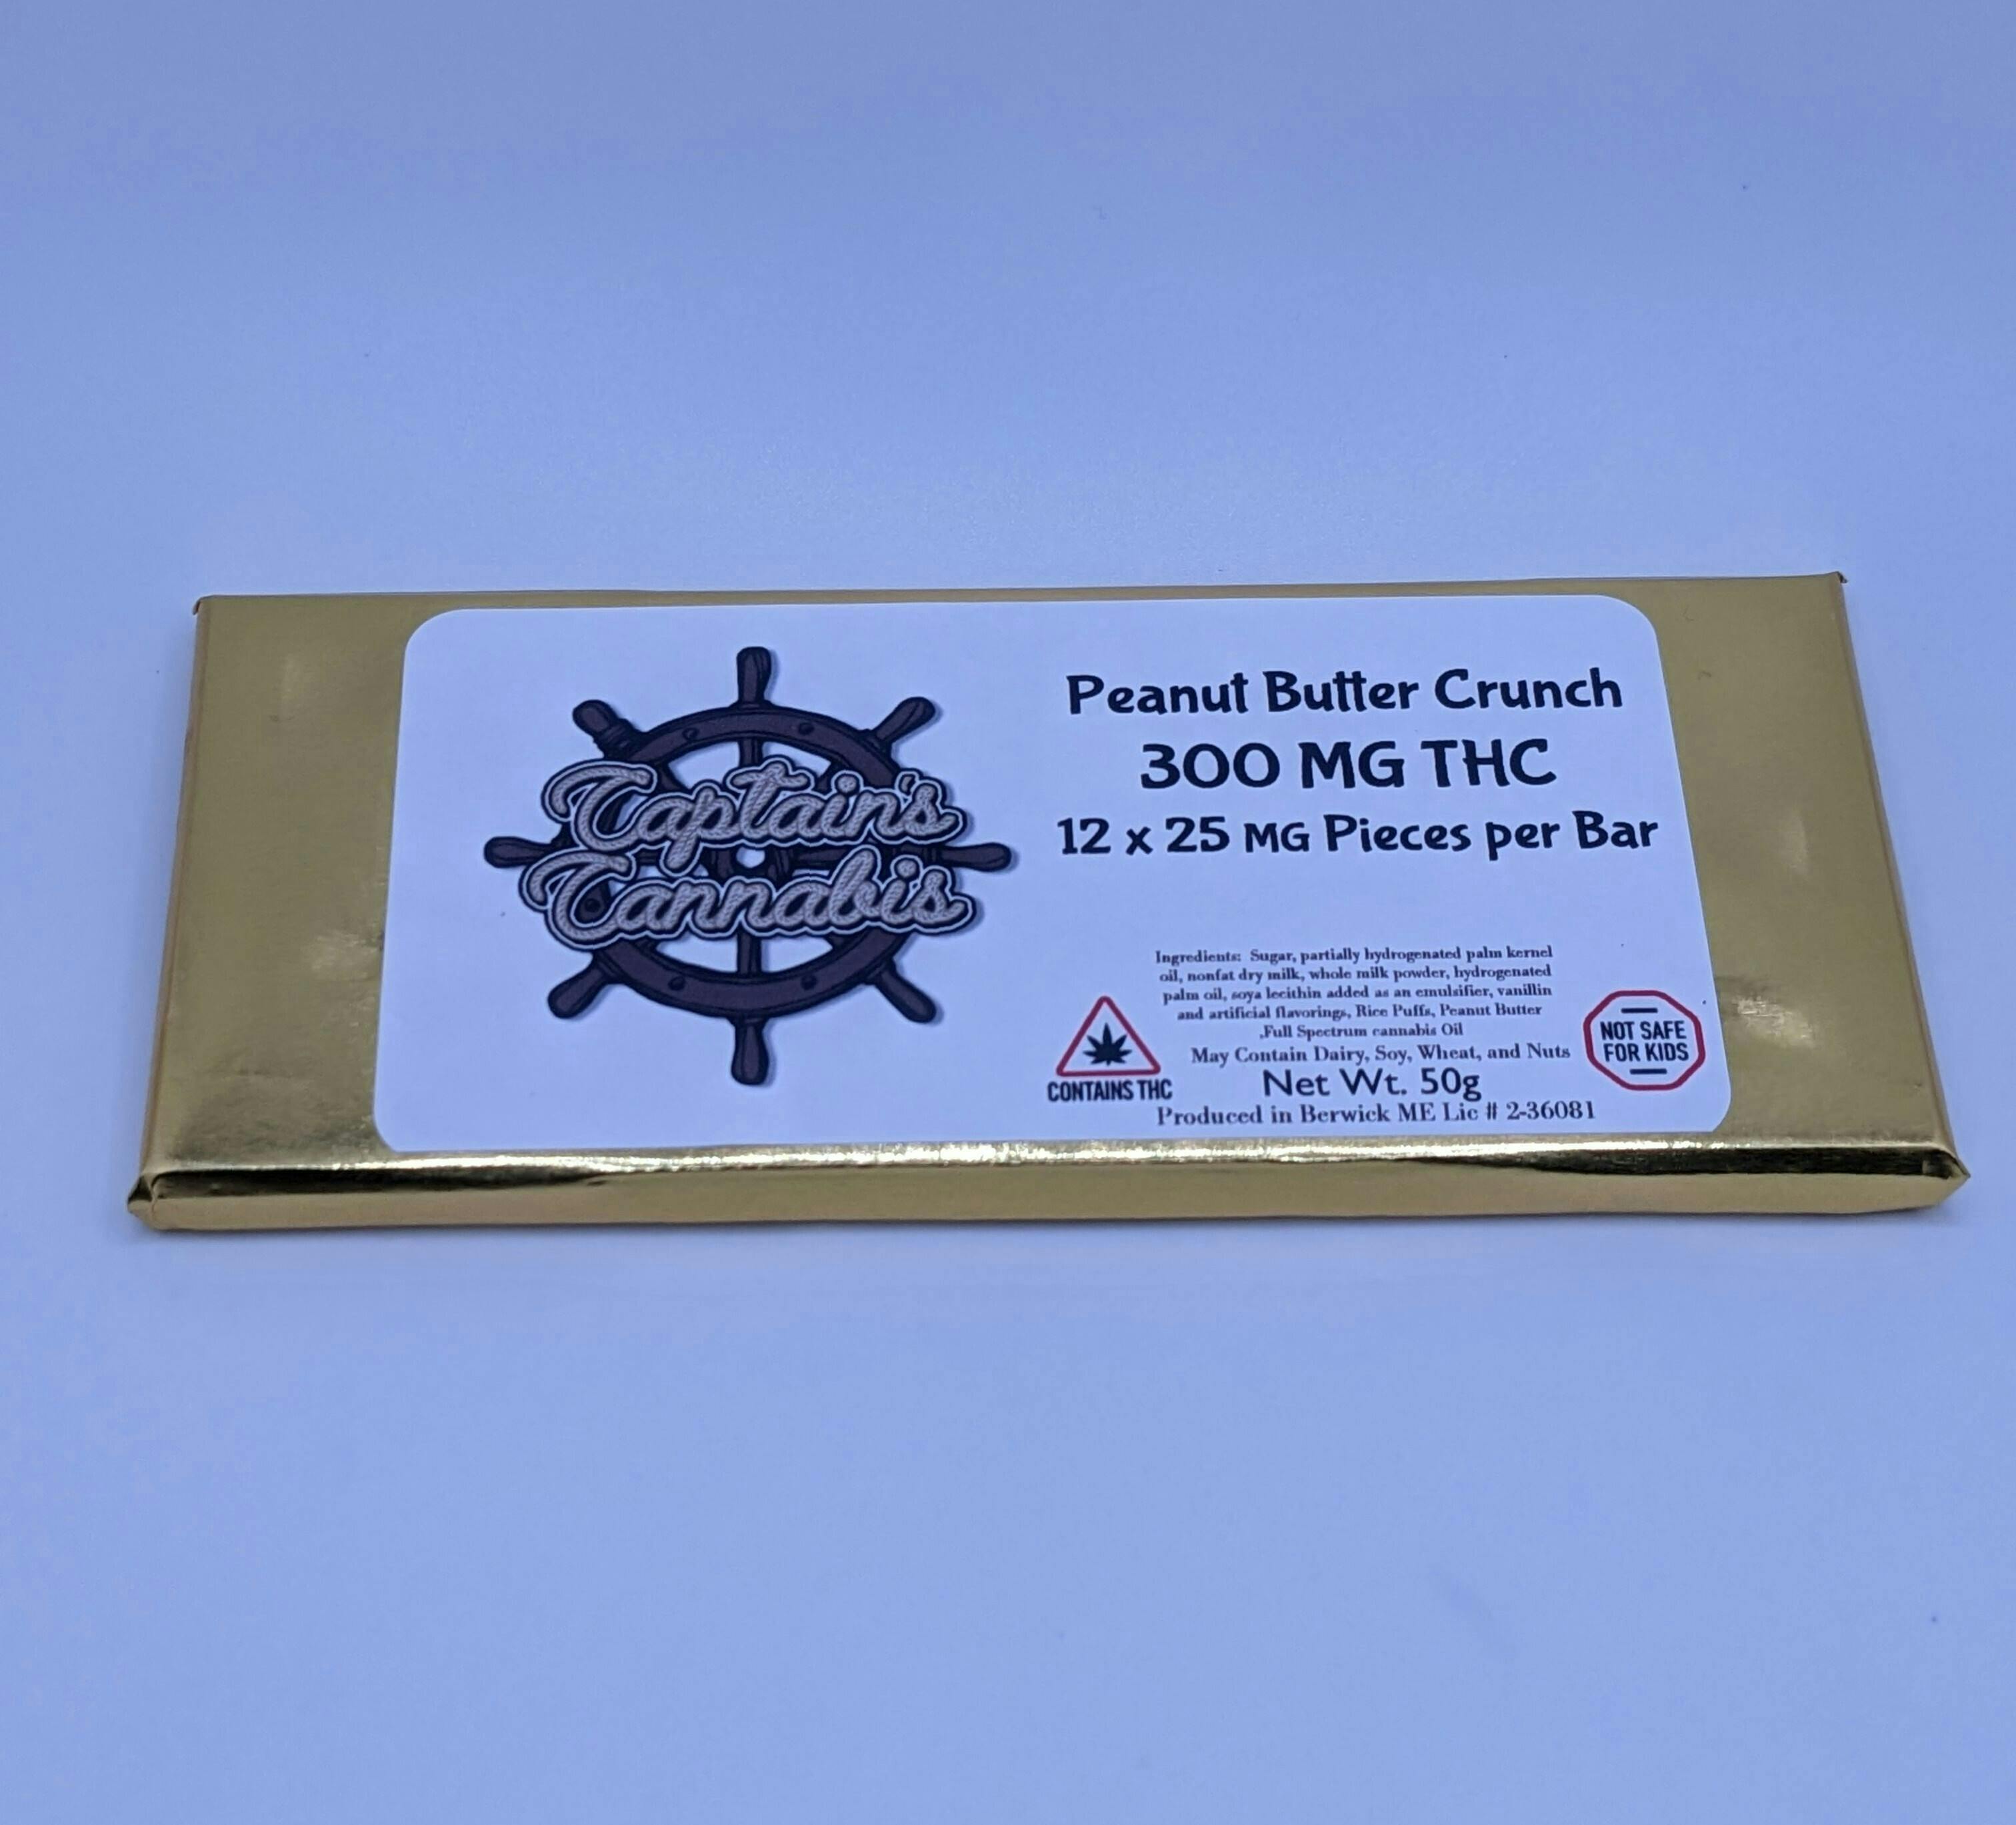 Captain's
Cannabis
Peanut Butter Crunch
300 MG THC
12 x 25 MG Pieces per Bar
Ingredients: Sugar, partially hydrogenated palm kernel
oil, nonfat dry milk, whole milk powder, hydrogenated
palm oil, soya lecithin added as an emulsifier, vanillin
and artificial flavorings, Rice Puffs, Peanut Butter
,Full Spectrum cannabis Oil
May Contain Dairy, Soy, Wheat, and Nuts
Net Wt. 50g
Produced in Berwick ME Lic # 2-36081
CONTAINS THC
NOT SAFE
FOR KIDS